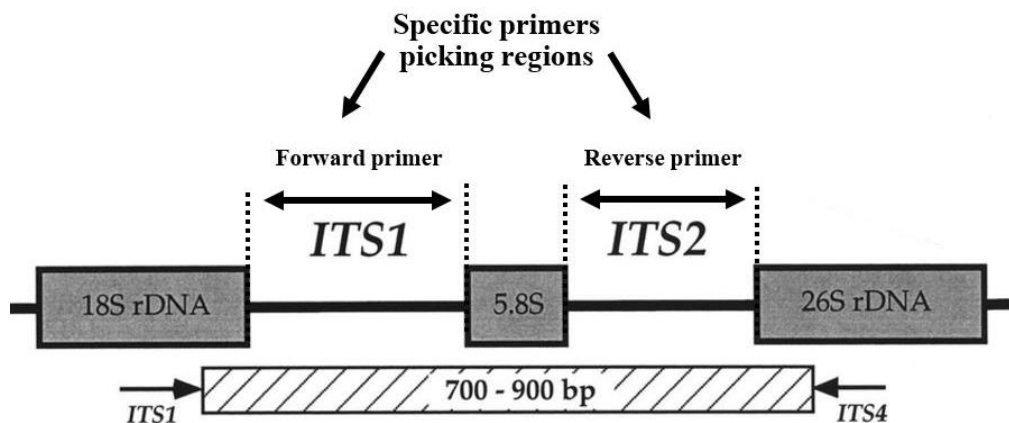 Specific primers
picking regions
Forward primer
Reverse primer
ITS1
ITS2
18S rDNA
5.8S
26S rDNA
700 - 900 bp
ITS1
ITS4